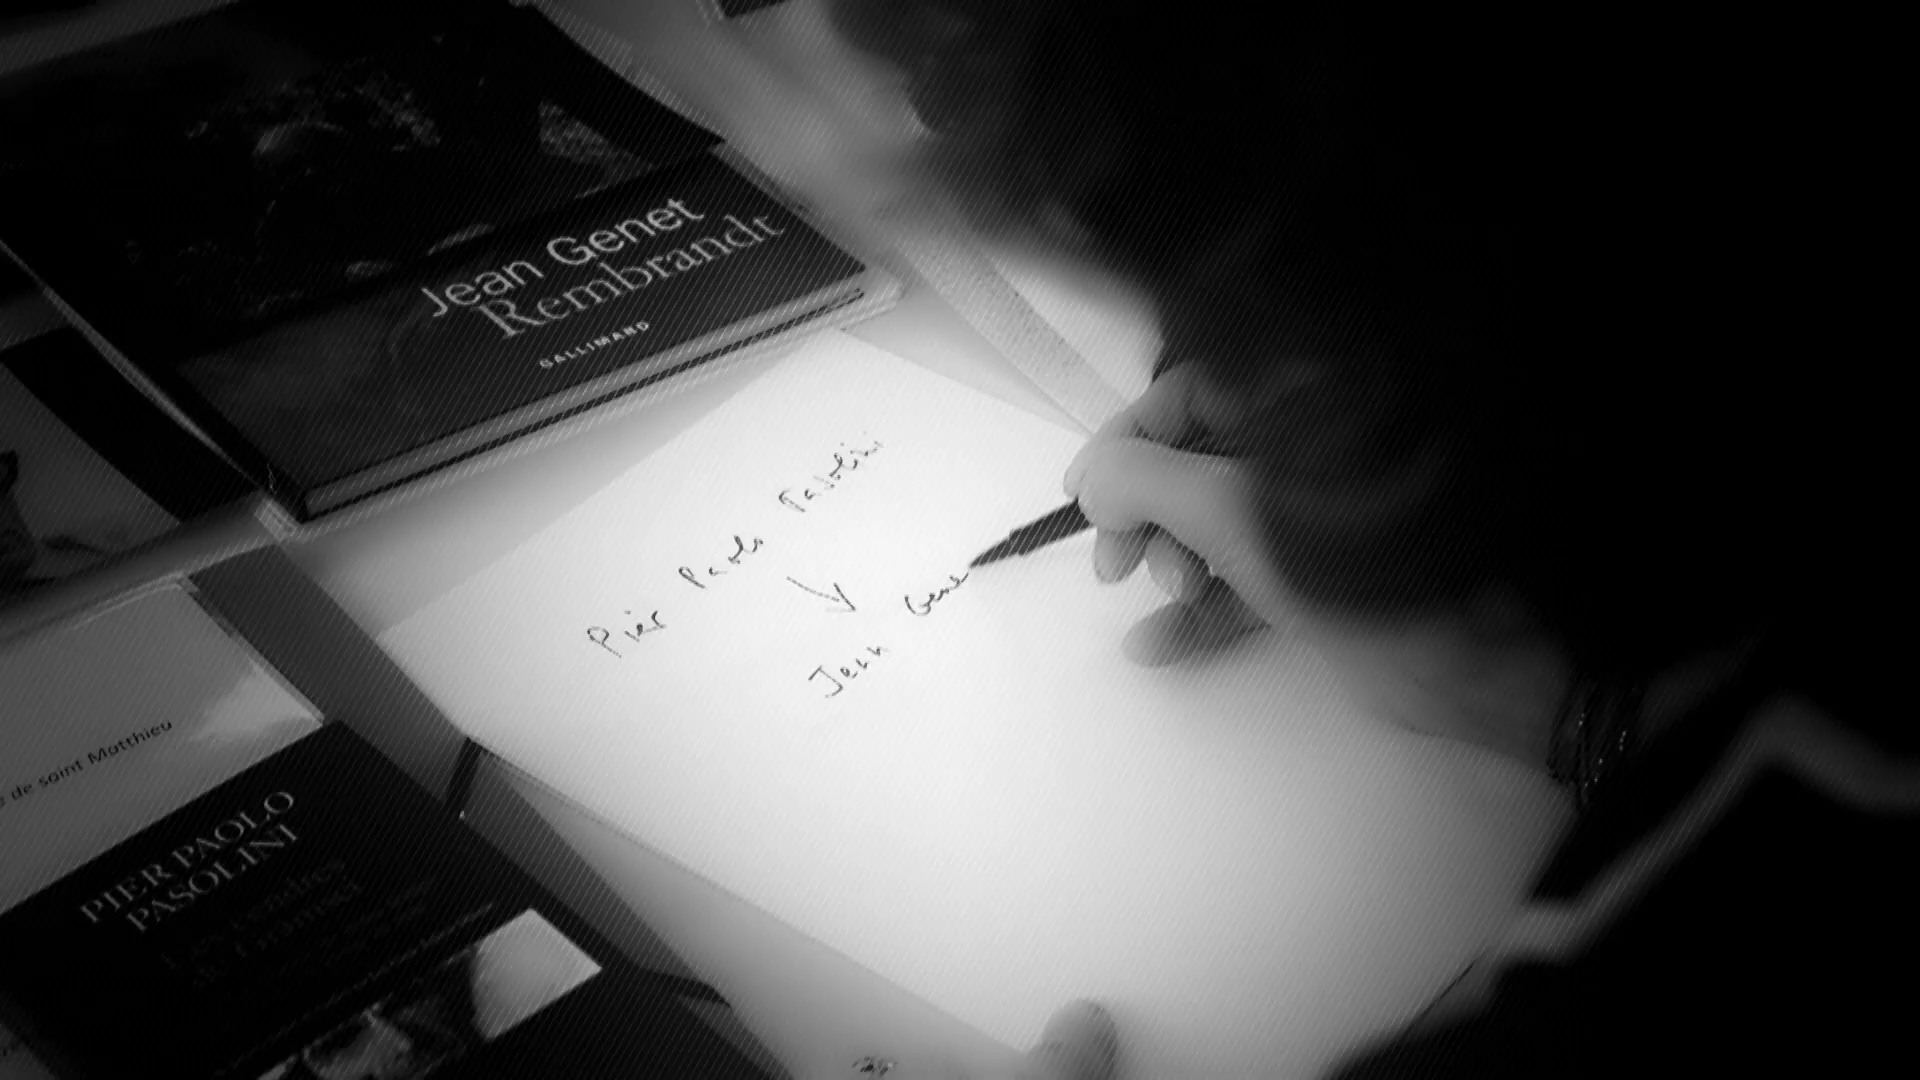 Jean Genet
Rembrandt
GALLIMARD
Pier Paolo Pasolini
Jean Gene
de saint Matthieu
PIER PAOLO
PASOLINI